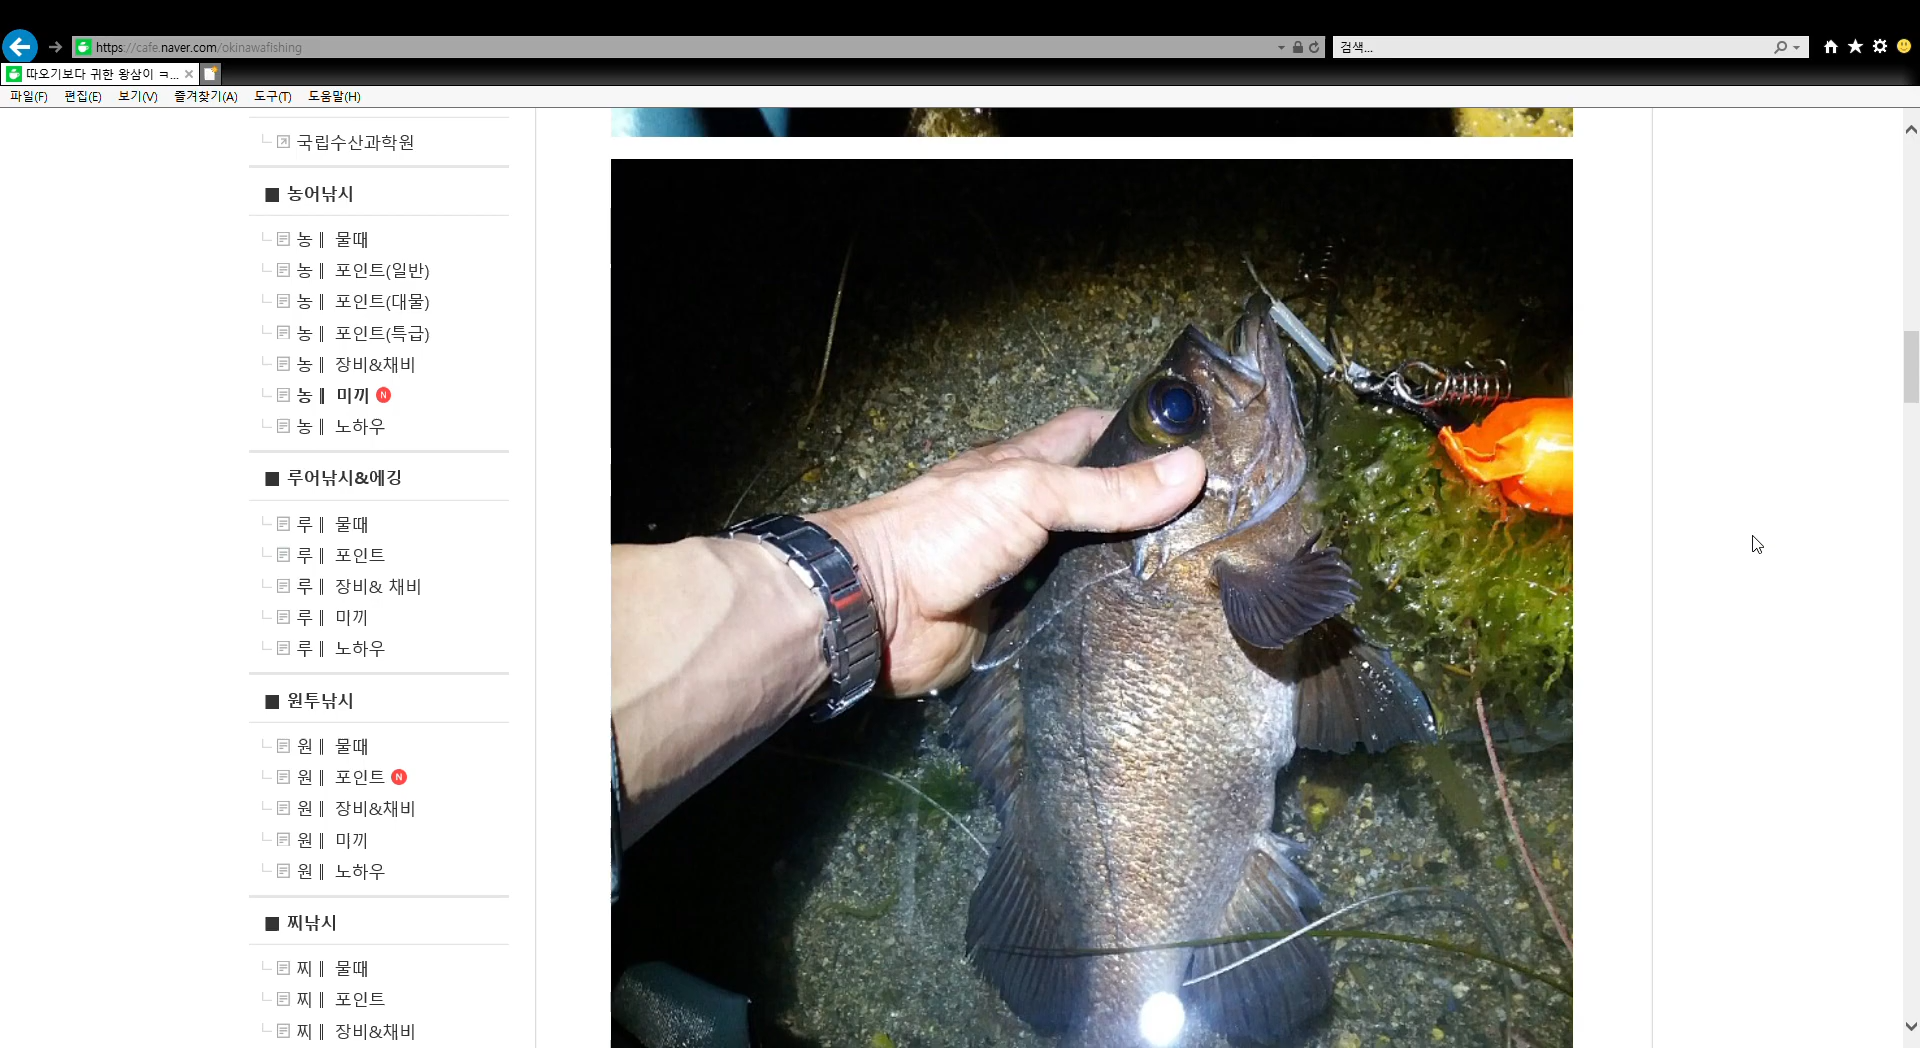 https://cafe.naver.com/okinawafishing
검색...
따오기보다 귀한 왕삼이 ㅋ...
파일(F) 편집(E) 보기(V) 즐겨찾기(A) 도구(T) 도움말(H)
국립수산과학원
■ 농어낚시
농 ‖ 물때
농 ‖ 포인트(일반)
농 ‖ 포인트(대물)
농 ‖ 포인트(특급)
농 ‖ 장비&채비
농 ‖ 미끼 N
농 ‖ 노하우
■ 루어낚시&에깅
루 ‖ 물때
루 ‖ 포인트
루 ‖ 장비& 채비
루 ‖ 미끼
루 ‖ 노하우
■ 원투낚시
원 ‖ 물때
원 ‖ 포인트 N
원 ‖ 장비&채비
원 ‖ 미끼
원 ‖ 노하우
■ 찌낚시
찌 ‖ 물때
찌 ‖ 포인트
찌 ‖ 장비&채비